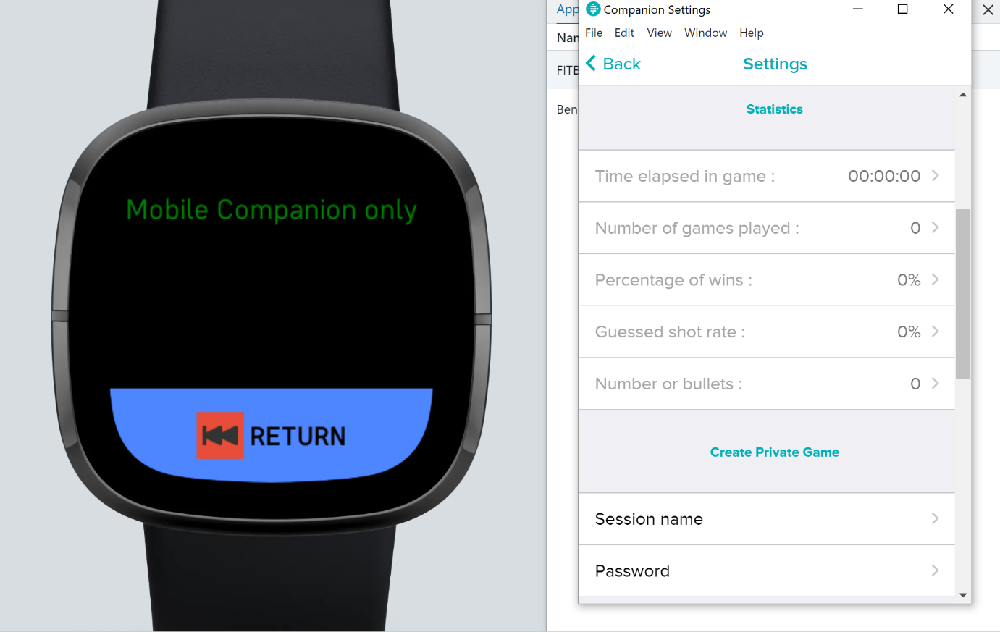 Mobile Companion only
RETURN
App
Companion Settings
Nan
File Edit View Window Help
FITB
Back
Settings
Ben
Statistics
Time elapsed in game : 00:00:00
Number of games played : 0
Percentage of wins : 0%
Guessed shot rate : 0%
Number or bullets : 0
Create Private Game
Session name
Password